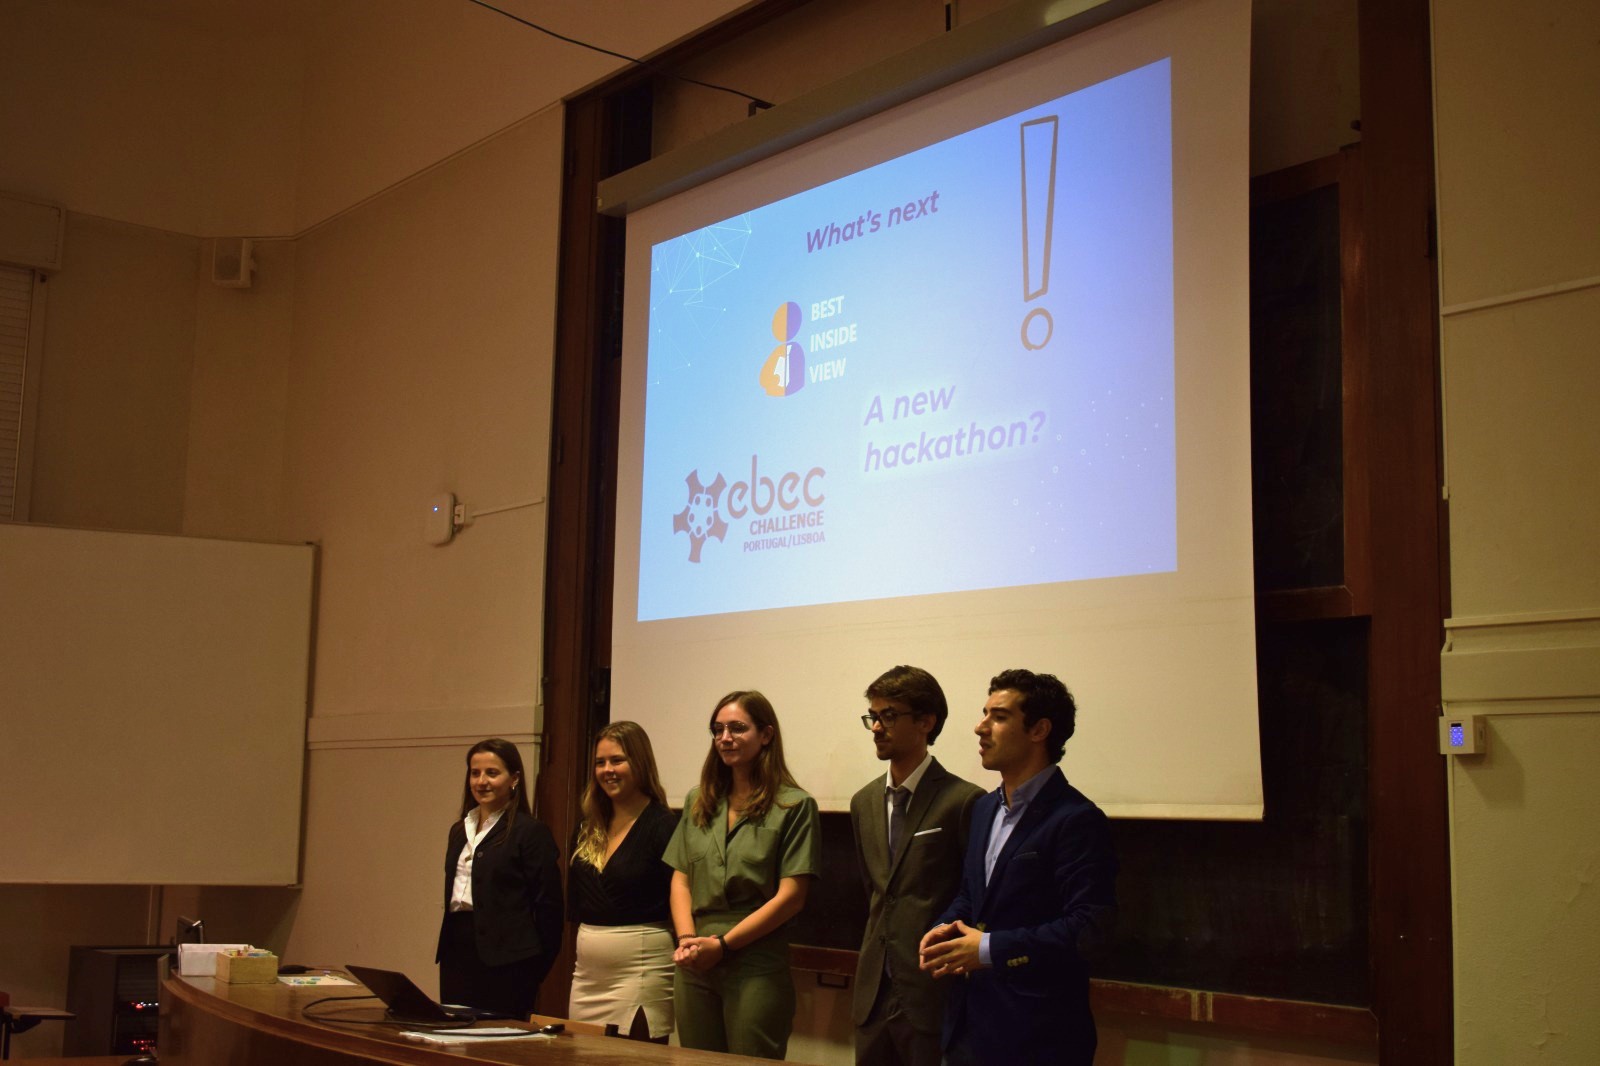 What's next
BEST
INSIDE
VIEW
A new
hackathon?
ebec
CHALLENGE
PORTUGAL/LISBOA